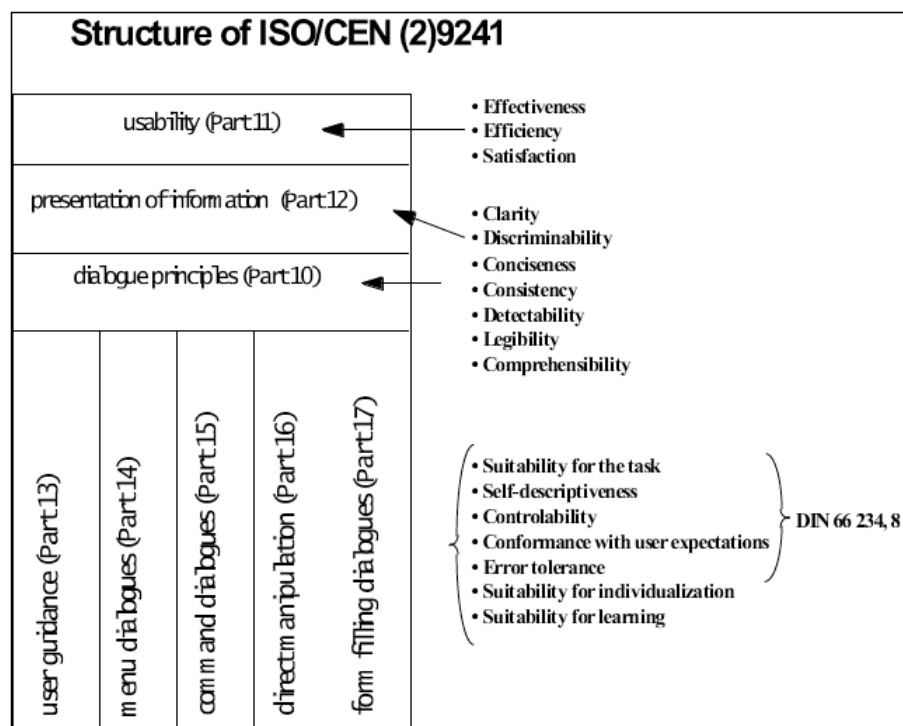 Structure of ISO/CEN (2)9241
usability (Part 11)
• Effectiveness
• Efficiency
• Satisfaction
presentation of information (Part 12)
• Clarity
• Discriminability
• Conciseness
• Consistency
• Detectability
• Legibility
• Comprehensibility
dialogue principles (Part 10)
user guidance (Part 13)
menu dialogues (Part 14)
command dialogues (Part 15)
direct manipulation (Part 16)
form filling dialogues (Part 17)
• Suitability for the task
• Self-descriptiveness
• Controlability
• Conformance with user expectations
• Error tolerance
• Suitability for individualization
• Suitability for learning
DIN 66 234, 8